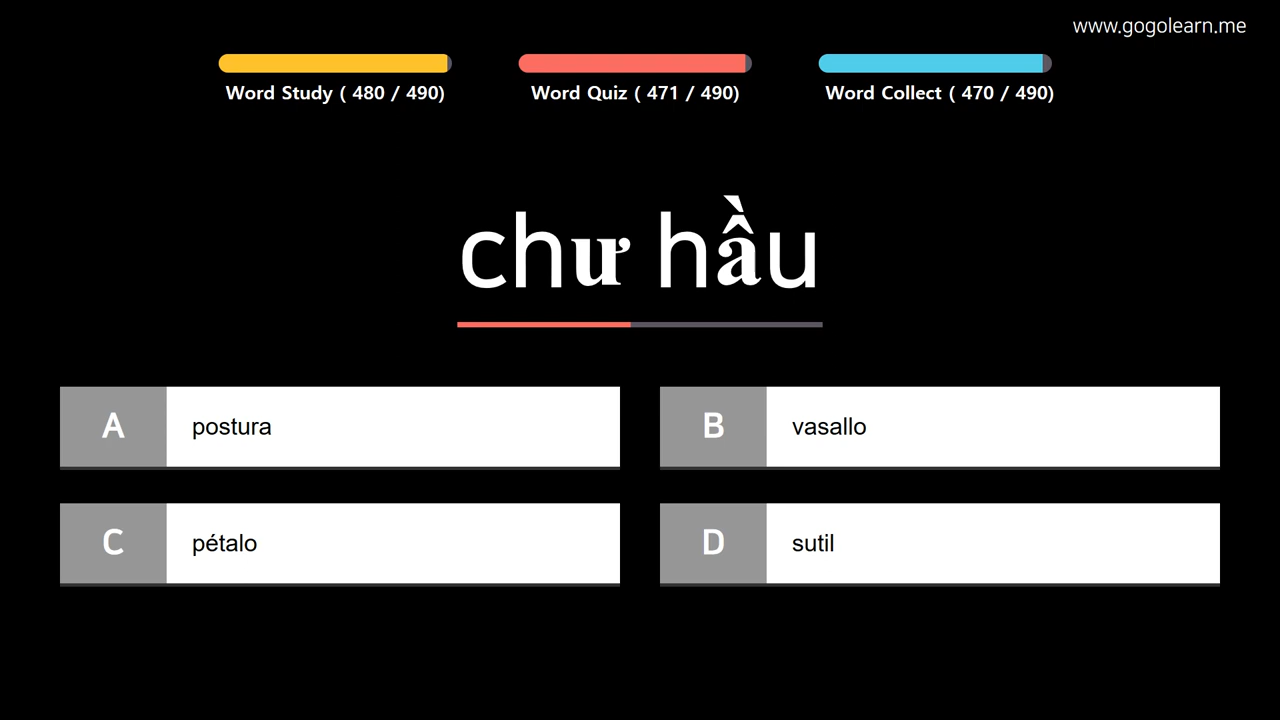 www.gogolearn.me
Word Study ( 480 / 490)
Word Quiz ( 471 / 490)
Word Collect ( 470 / 490)
chư hầu
A postura
B vasallo
C pétalo
D sutil